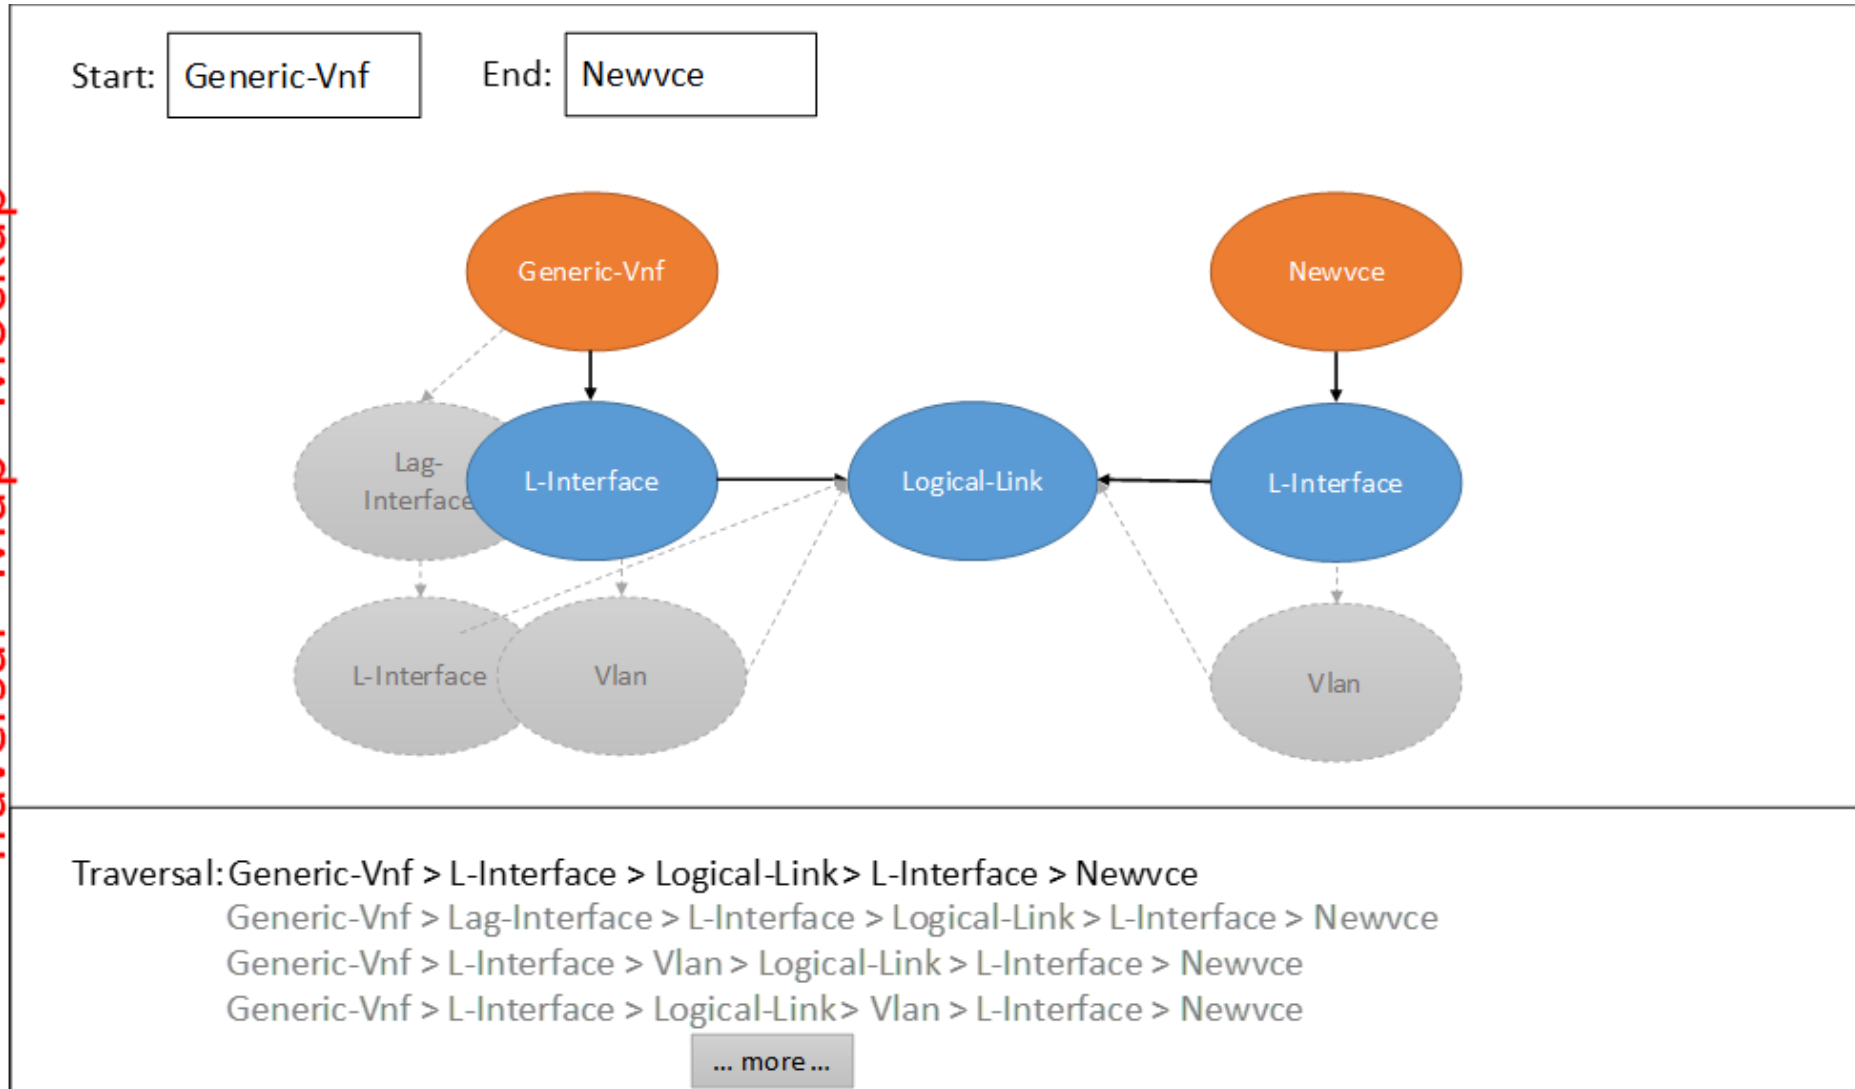 Start: Generic-Vnf End: Newvce
Generic-Vnf
Newvce
Lag-
Interface
L-Interface
Logical-Link
L-Interface
L-Interface
Vlan
Vlan
Traversal: Generic-Vnf > L-Interface > Logical-Link > L-Interface > Newvce
Generic-Vnf > Lag-Interface > L-Interface > Logical-Link > L-Interface > Newvce
Generic-Vnf > L-Interface > Vlan > Logical-Link > L-Interface > Newvce
Generic-Vnf > L-Interface > Logical-Link > Vlan > L-Interface > Newvce
... more ...